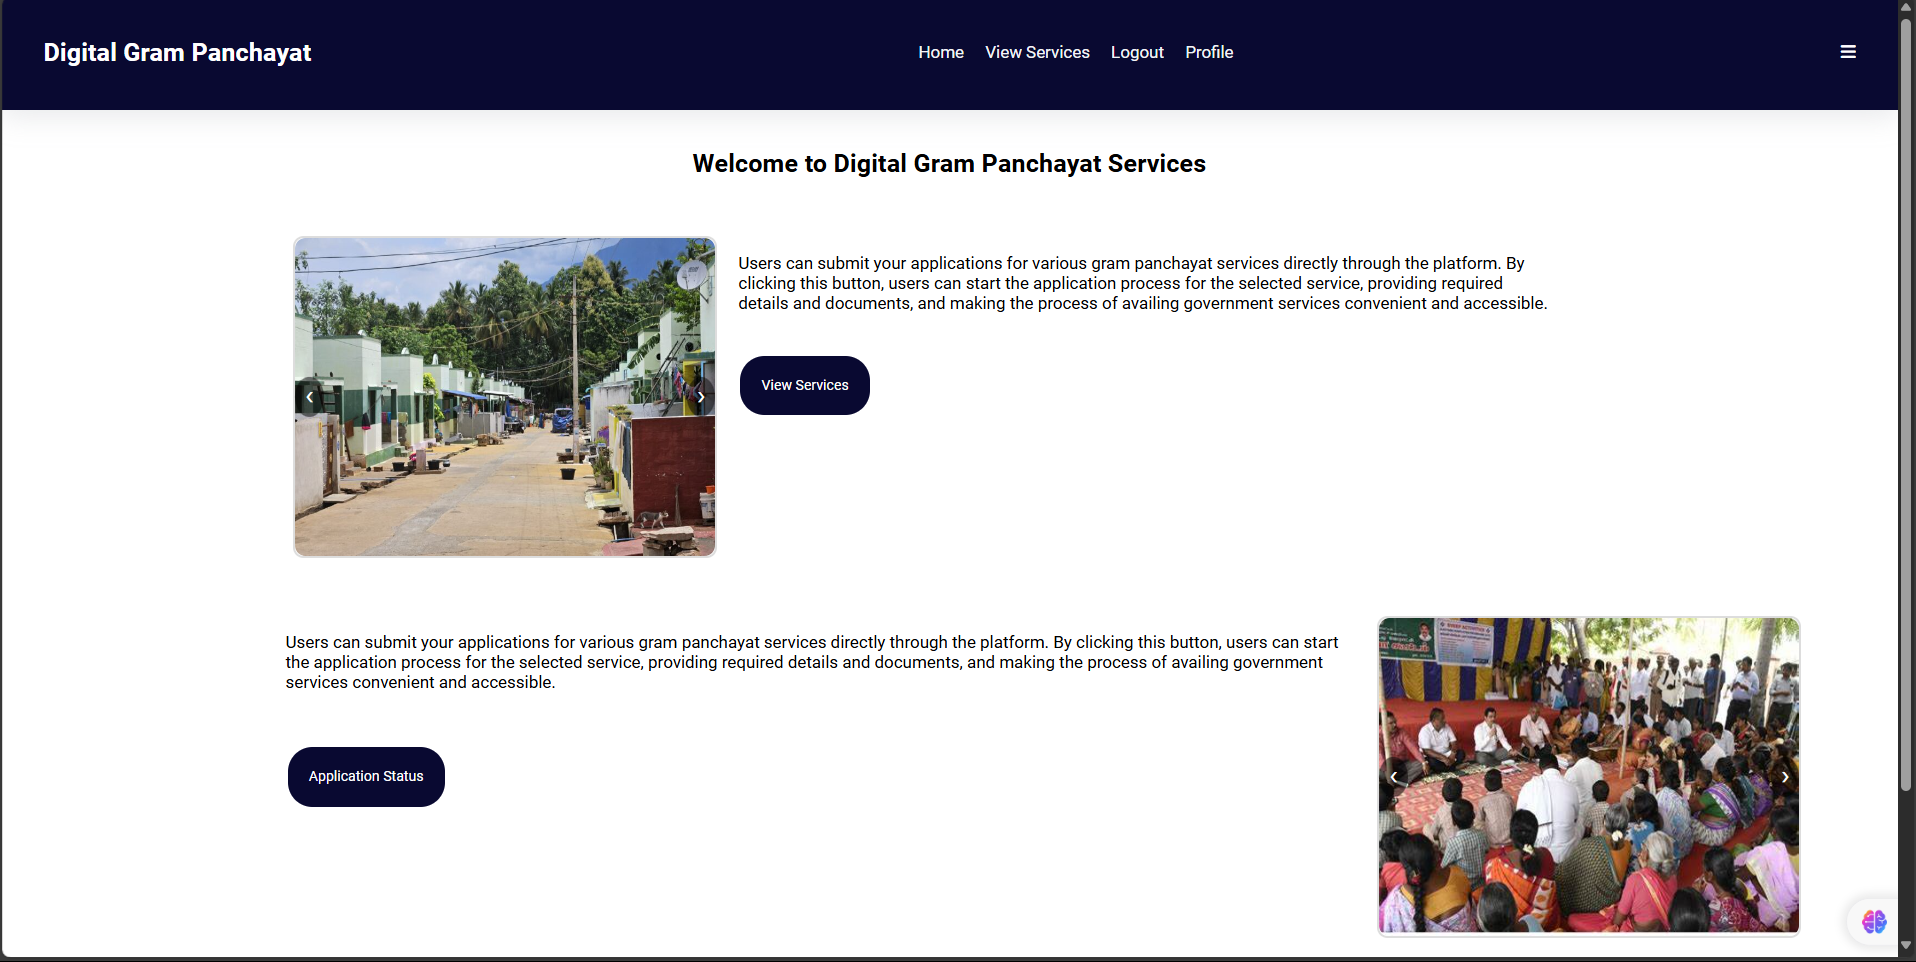 Digital Gram Panchayat
Home View Services Logout Profile
Welcome to Digital Gram Panchayat Services
Users can submit your applications for various gram panchayat services directly through the platform. By
clicking this button, users can start the application process for the selected service, providing required
details and documents, and making the process of availing government services convenient and accessible.
View Services
Users can submit your applications for various gram panchayat services directly through the platform. By clicking this button, users can start
the application process for the selected service, providing required details and documents, and making the process of availing government
services convenient and accessible.
Application Status